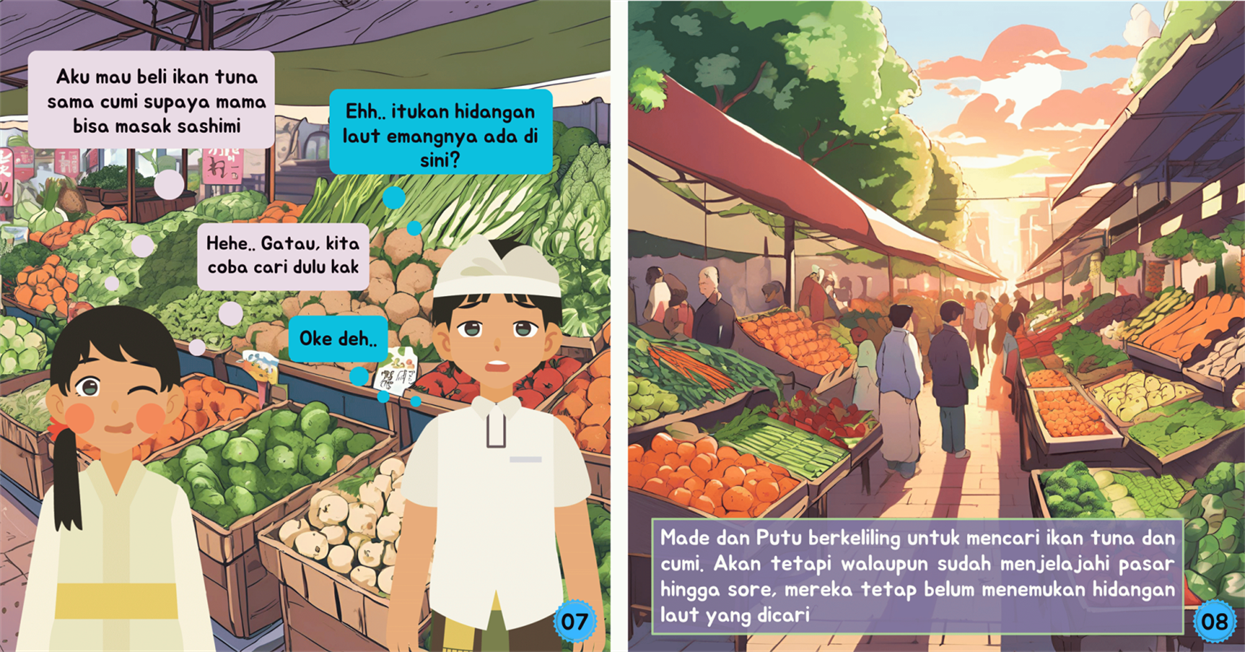 Aku mau beli ikan tuna
sama cumi supaya mama
bisa masak sashimi
Ehh.. itukan hidangan
laut emangnya ada di
sini?
Hehe.. Gatau, kita
coba cari dulu kak
Oke deh..
07
Made dan Putu berkeliling untuk mencari ikan tuna dan
cumi. Akan tetapi walaupun sudah menjelajahi pasar
hingga sore, mereka tetap belum menemukan hidangan
laut yang dicari
08